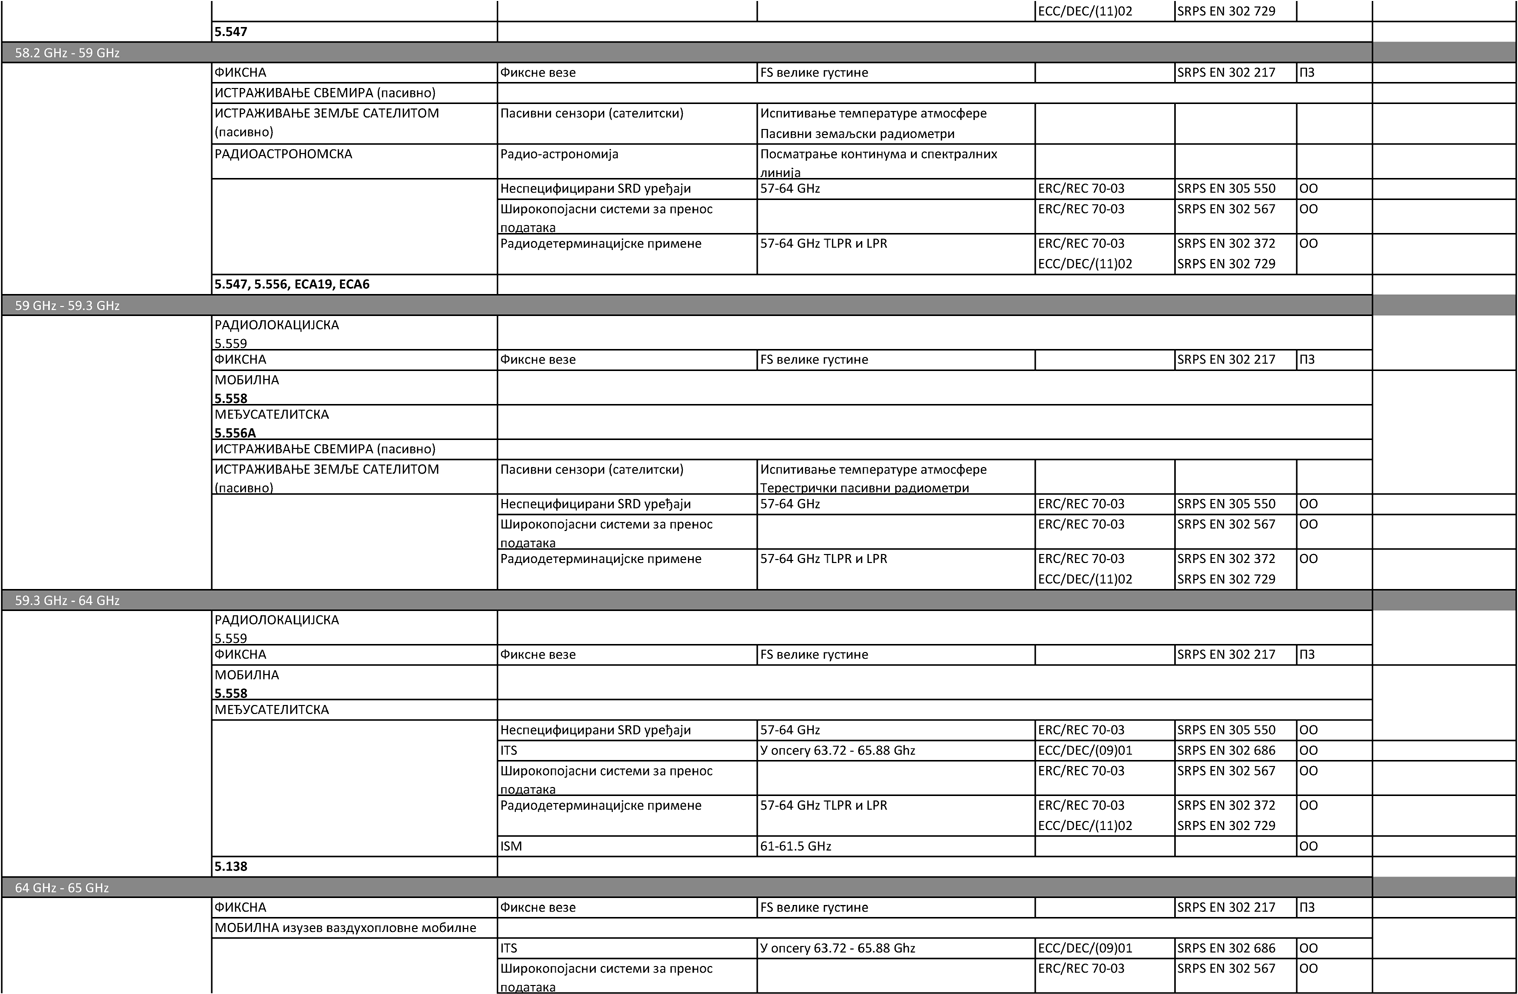 ECC/DEC/(11)02 SRPS EN 302 729
5.547
58.2 GHz - 59 GHz
ФИКСНА Фиксне везе FS велике густине SRPS EN 302 217 ПЗ
ИСТРАЖИВАЊЕ СВЕМИРА (пасивно)
ИСТРАЖИВАЊЕ ЗЕМЉЕ САТЕЛИТОМ Пасивни сензори (сателитски) Испитивање температуре атмосфере
(пасивно) Пасивни земаљски радиометри
РАДИОАСТРОНОМСКА Радио-астрономија Посматрање континума и спектралних
линија
Неспецифицирани SRD уређаји 57-64 GHz ERC/REC 70-03 SRPS EN 305 550 ОО
Широкопојасни системи за пренос ERC/REC 70-03 SRPS EN 302 567 ОО
података
Радиодетерминацијске примене 57-64 GHz TLPR и LPR ERC/REC 70-03 SRPS EN 302 372 ОО
ECC/DEC/(11)02 SRPS EN 302 729
5.547, 5.556, ECA19, ECA6
59 GHz - 59.3 GHz
РАДИОЛОКАЦИЈСКА
5.559
ФИКСНА Фиксне везе FS велике густине SRPS EN 302 217 ПЗ
МОБИЛНА
5.558
МЕЂУСАТЕЛИТСКА
5.556A
ИСТРАЖИВАЊЕ СВЕМИРА (пасивно)
ИСТРАЖИВАЊЕ ЗЕМЉЕ САТЕЛИТОМ Пасивни сензори (сателитски) Испитивање температуре атмосфере
(пасивно) Терестрички пасивни радиометри
Неспецифицирани SRD уређаји 57-64 GHz ERC/REC 70-03 SRPS EN 305 550 ОО
Широкопојасни системи за пренос ERC/REC 70-03 SRPS EN 302 567 ОО
података
Радиодетерминацијске примене 57-64 GHz TLPR и LPR ERC/REC 70-03 SRPS EN 302 372 ОО
ECC/DEC/(11)02 SRPS EN 302 729
59.3 GHz - 64 GHz
РАДИОЛОКАЦИЈСКА
5.559
ФИКСНА Фиксне везе FS велике густине SRPS EN 302 217 ПЗ
МОБИЛНА
5.558
МЕЂУСАТЕЛИТСКА
Неспецифицирани SRD уређаји 57-64 GHz ERC/REC 70-03 SRPS EN 305 550 ОО
ITS У опсегу 63.72 - 65.88 Ghz ECC/DEC/(09)01 SRPS EN 302 686 ОО
Широкопојасни системи за пренос ERC/REC 70-03 SRPS EN 302 567 ОО
података
Радиодетерминацијске примене 57-64 GHz TLPR и LPR ERC/REC 70-03 SRPS EN 302 372 ОО
ECC/DEC/(11)02 SRPS EN 302 729
ISM 61-61.5 GHz ОО
5.138
64 GHz - 65 GHz
ФИКСНА Фиксне везе FS велике густине SRPS EN 302 217 ПЗ
МОБИЛНА изузев ваздухопловне мобилне
ITS У опсегу 63.72 - 65.88 Ghz ECC/DEC/(09)01 SRPS EN 302 686 ОО
Широкопојасни системи за пренос ERC/REC 70-03 SRPS EN 302 567 ОО
података